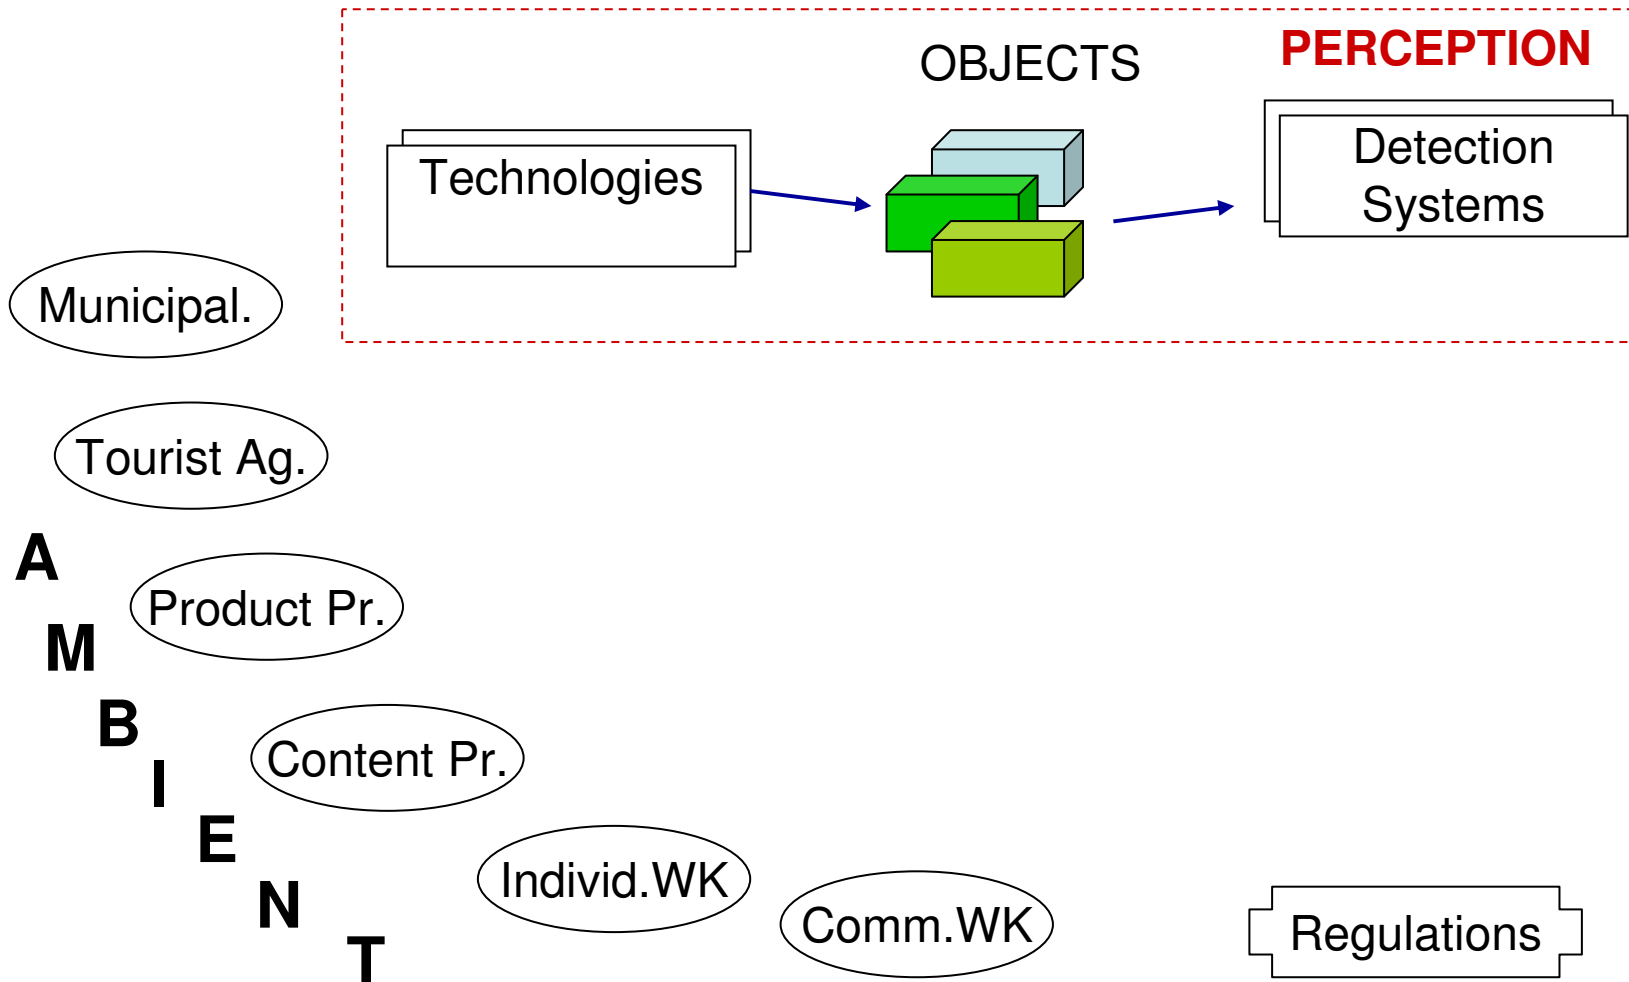 OBJECTS
PERCEPTION
Technologies
Detection
Systems
Municipal.
Tourist Ag.
Product Pr.
Content Pr.
Individ.WK
Comm.WK
Regulations
A
M
B
I
E
N
T